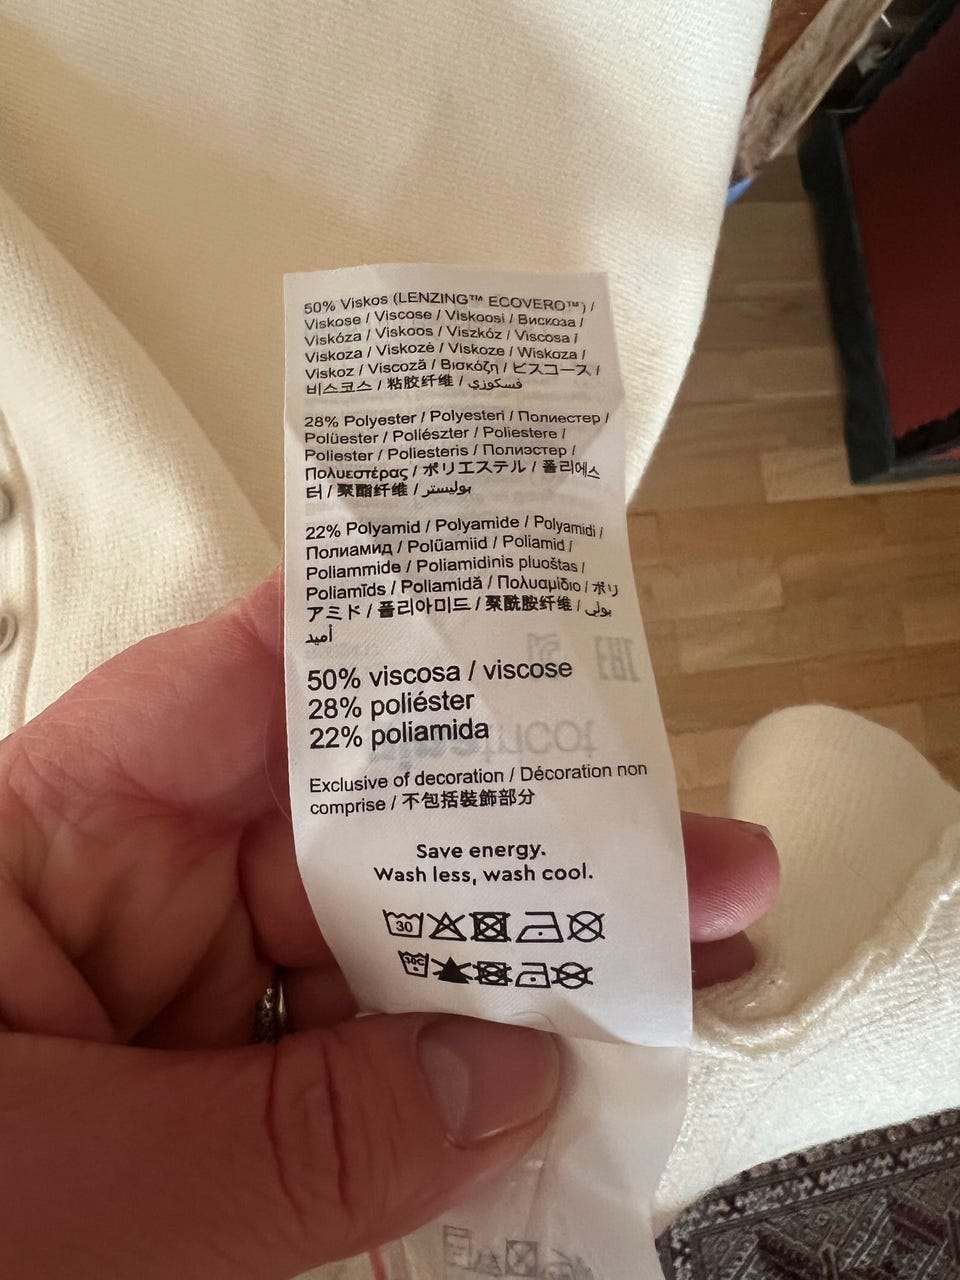 50% Viskos (LENZING™ ECOVERO™) /
Viskose / Viscose / Viskoosi / Вискоза /
Viskóza / Viskoos / Viszkóz / Viscosa /
Viskoza / Viskozė / Viskoze / Wiskoza /
Viskoz / Viscoză / Βισκόζη / ビスコース /
비스코스 / 粘胶纤维 / فسكوزي
28% Polyester / Polyesteri / Полиестер /
Polüester / Poliészter / Poliestere /
Poliester / Poliesteris / Полиэстер /
Πολυεστέρας / ポリエステル / 폴리에스
터 / 聚酯纤维 / بوليستر
22% Polyamid / Polyamide / Polyamidi /
Полиамид / Polüamiid / Poliamid /
Poliammide / Poliamidinis pluoštas /
Poliamīds / Poliamidă / Πολυαμίδιο / ポリ
アミド / 폴리아미드 / 聚酰胺纤维 / بولي
أميد
50% viscosa / viscose
28% poliéster
22% poliamida
Exclusive of decoration / Décoration non
comprise / 不包括裝飾部分
Save energy.
Wash less, wash cool.
30
30C